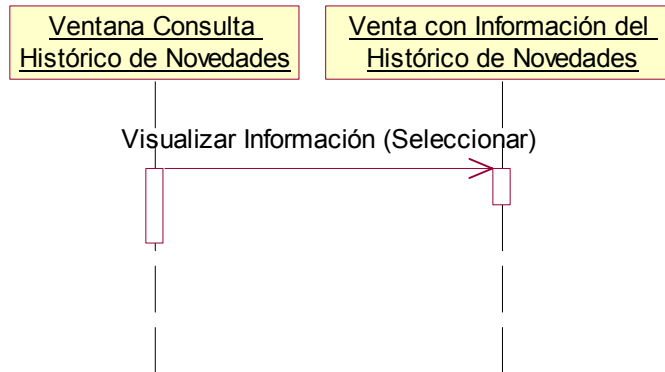 Ventana Consulta
Histórico de Novedades
Venta con Información del
Histórico de Novedades
Visualizar Información (Seleccionar)